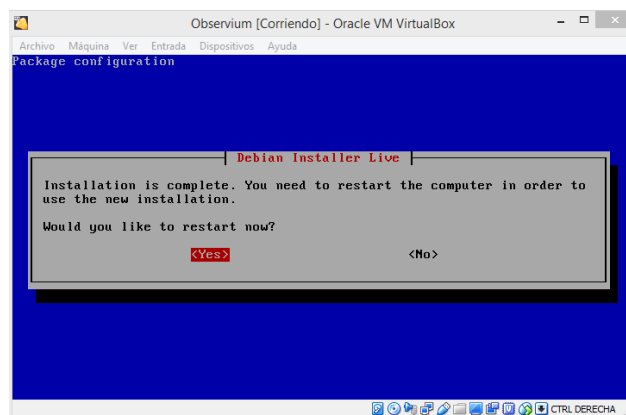 Observium [Corriendo] - Oracle VM VirtualBox
Archivo Máquina Ver Entrada Dispositivos Ayuda
Package configuration
Debian Installer Live
Installation is complete. You need to restart the computer in order to
use the new installation.
Would you like to restart now?
<Yes> <No>
CTRL DERECHA